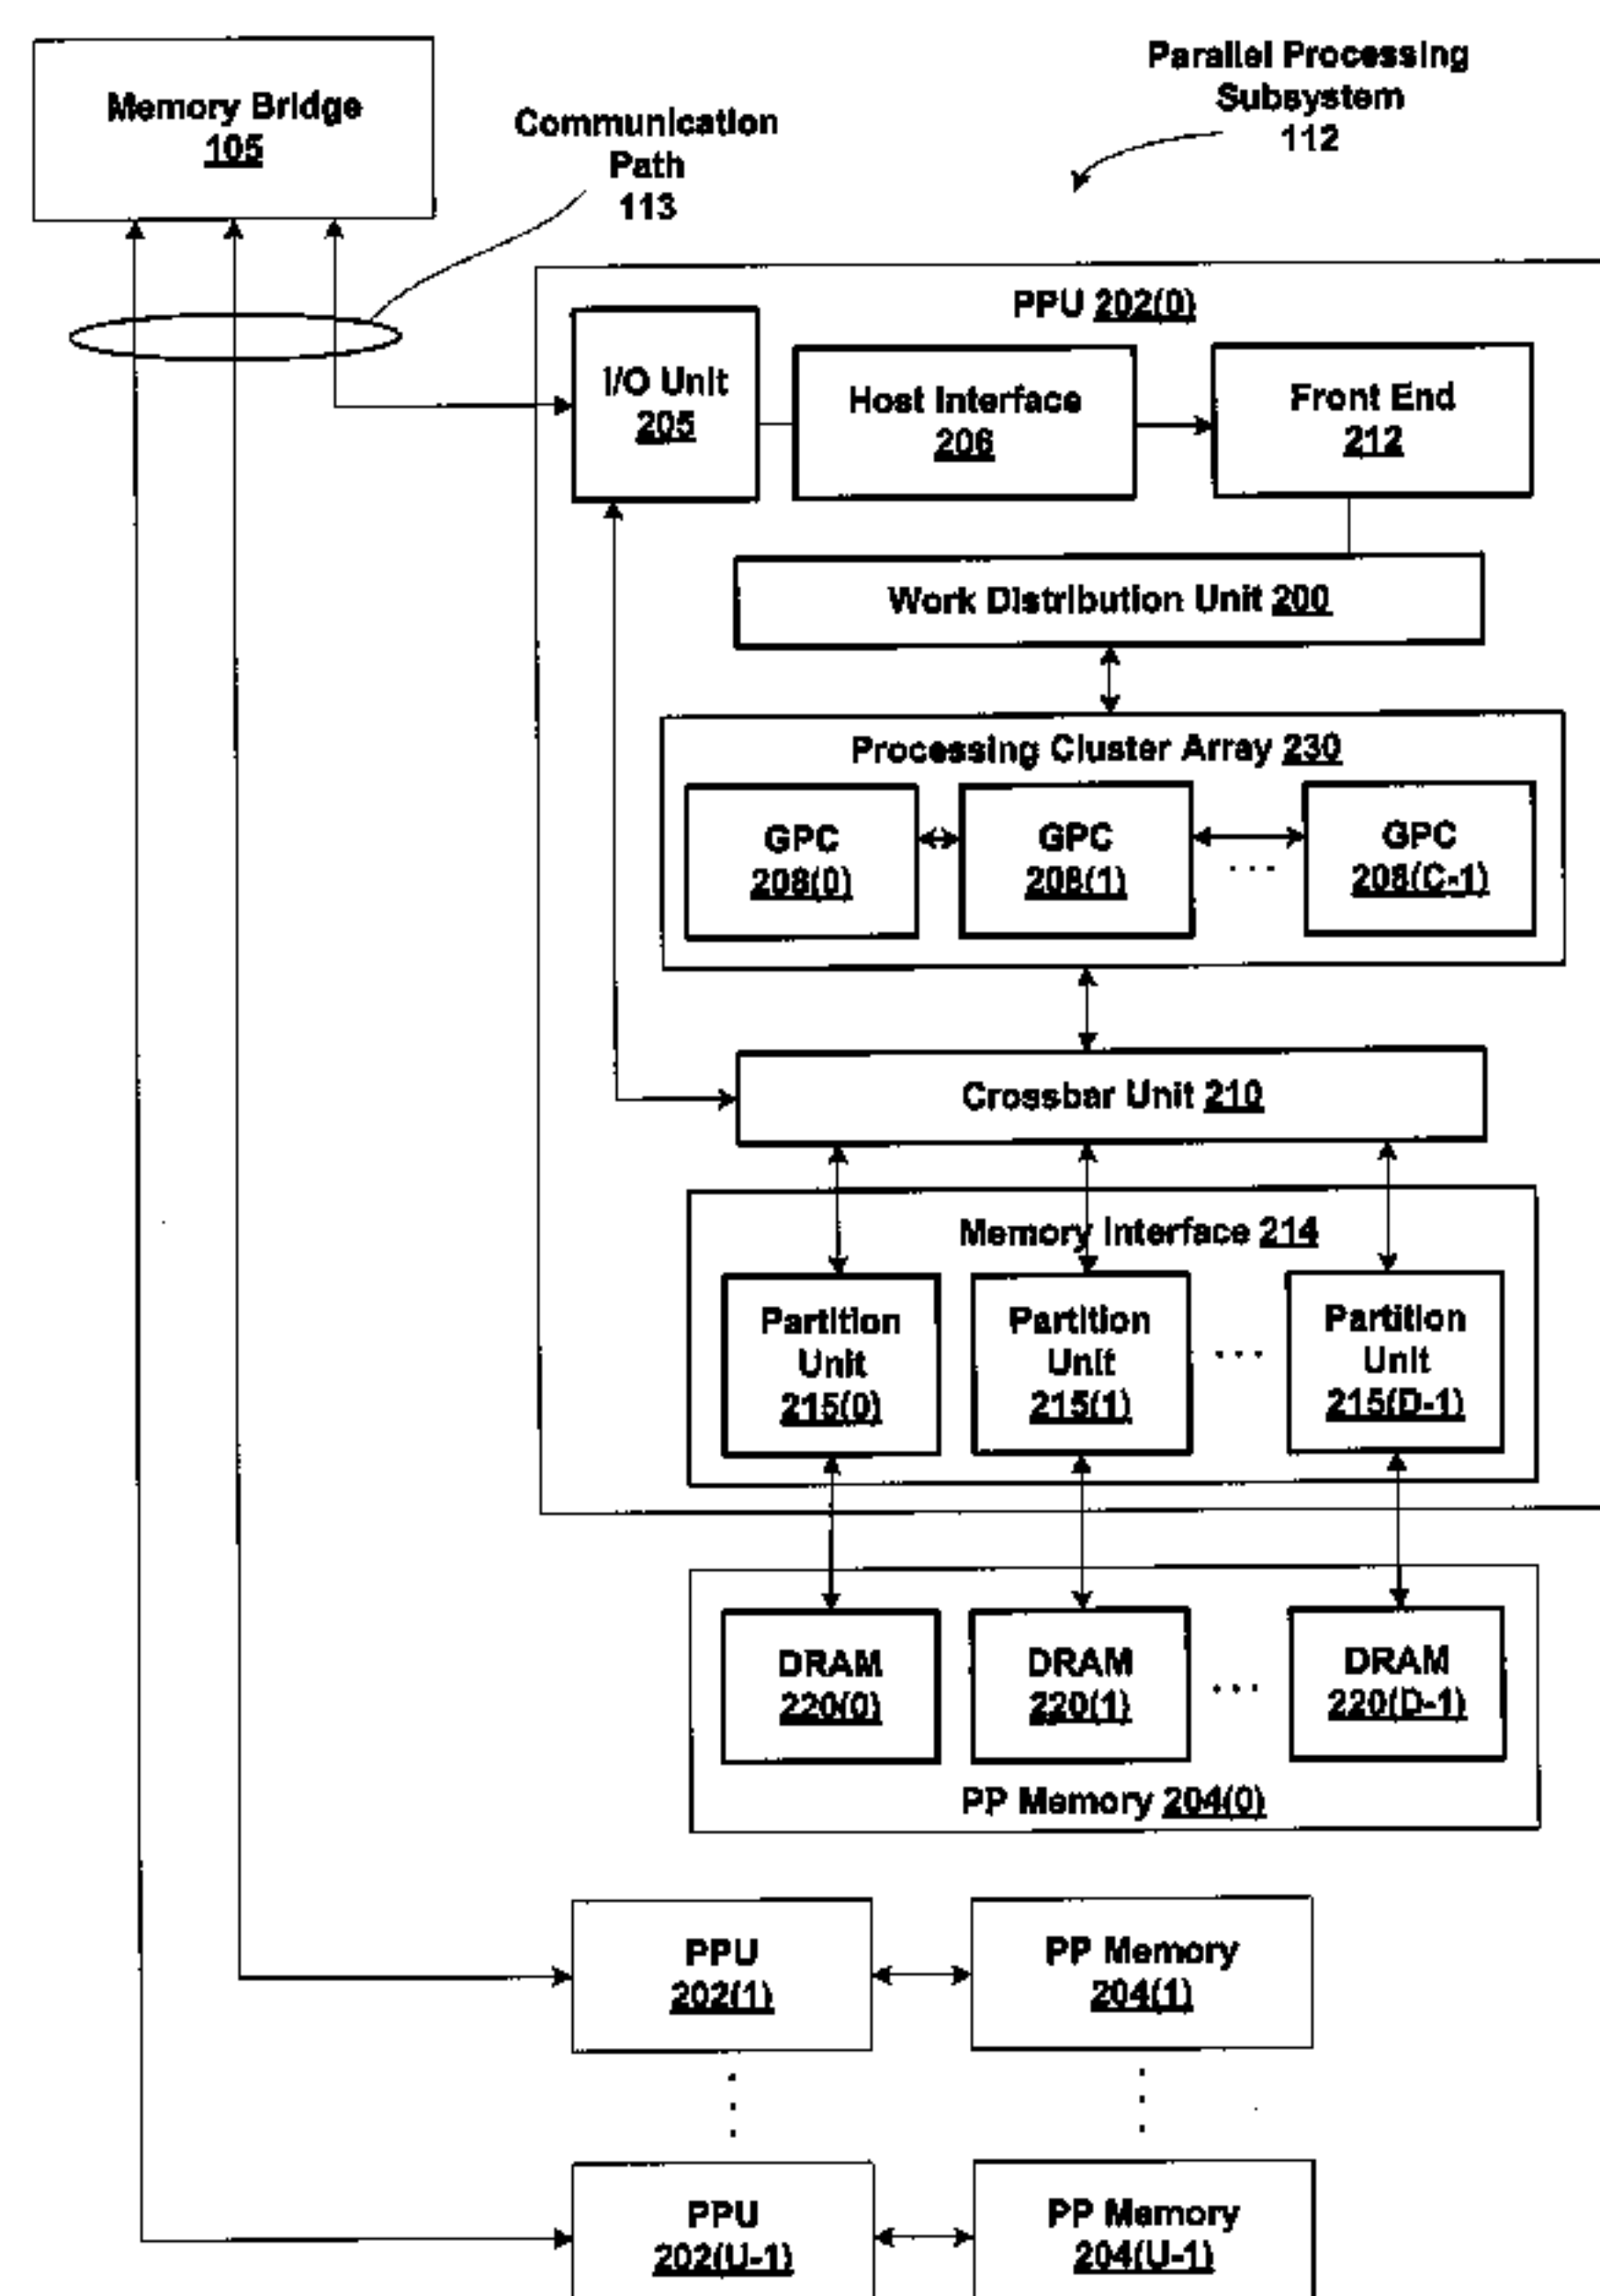 Memory Bridge
105
Communication
Path
113
Parallel Processing
Subsystem
112
PPU 202(0)
I/O Unit
205
Host Interface
206
Front End
212
Work Distribution Unit 200
Processing Cluster Array 230
GPC
208(0)
GPC
208(1)
. . .
GPC
208(C-1)
Crossbar Unit 210
Memory Interface 214
Partition
Unit
215(0)
Partition
Unit
215(1)
. . .
Partition
Unit
215(D-1)
DRAM
220(0)
DRAM
220(1)
. . .
DRAM
220(D-1)
PP Memory 204(0)
PPU
202(1)
PP Memory
204(1)
PPU
202(U-1)
PP Memory
204(U-1)